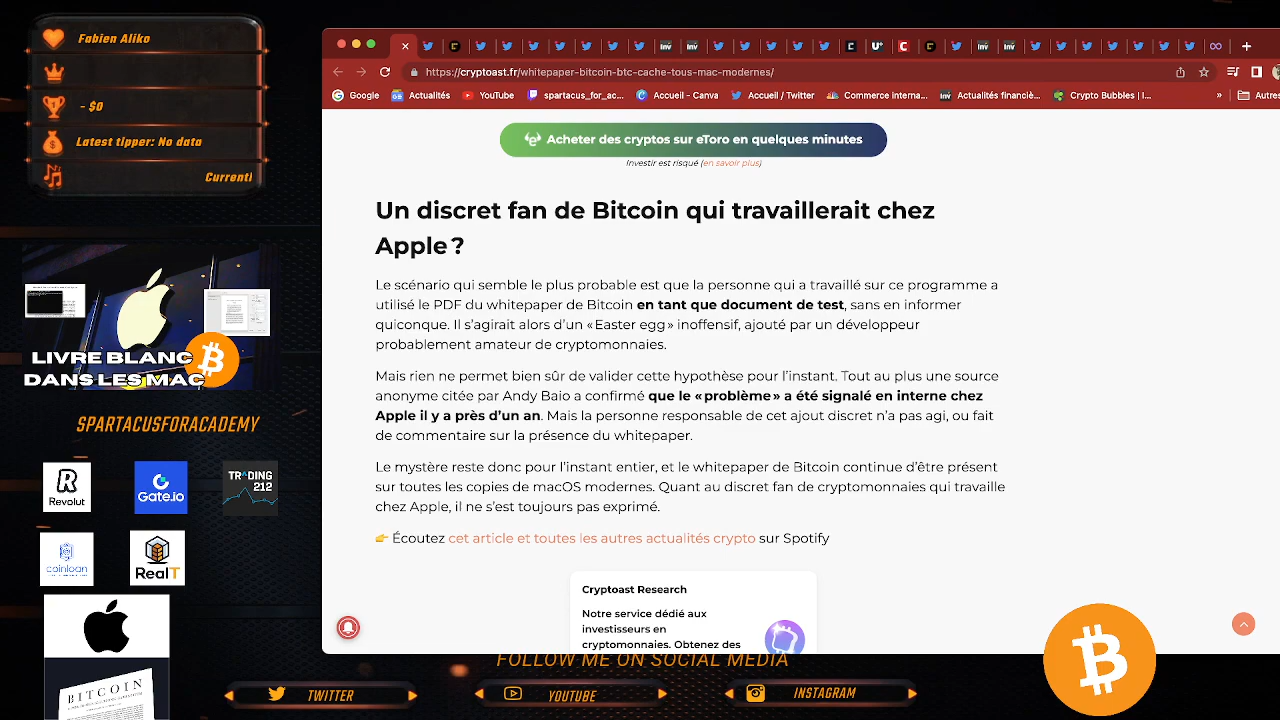 Fabien Aliko
- $0
Latest tipper: No data
Currentl
LIVRE BLANC
DANS LES MAC
SPARTACUSFORACADEMY
Revolut
Gate.io
TRADING
212
coinloan
RealT
BITCOIN
https://cryptoast.fr/whitepaper-bitcoin-btc-cache-tous-mac-modernes/
Google
Actualités
YouTube
spartacus_for_ac...
Accueil - Canva
Accueil / Twitter
Commerce interna...
Actualités financiè...
Crypto Bubbles | I...
»
Autres
Acheter des cryptos sur eToro en quelques minutes
Investir est risqué (en savoir plus)
Un discret fan de Bitcoin qui travaillerait chez
Apple ?
Le scénario qui semble le plus probable est que la personne qui a travaillé sur ce programme a
utilisé le PDF du whitepaper de Bitcoin en tant que document de test, sans en informer
quiconque. Il s’agirait alors d’un « Easter egg » inoffensif, ajouté par un développeur
probablement amateur de cryptomonnaies.
Mais rien ne permet bien sûr de valider cette hypothèse pour l’instant. Tout au plus une source
anonyme citée par Andy Baio a confirmé que le « problème » a été signalé en interne chez
Apple il y a près d’un an. Mais la personne responsable de cet ajout discret n’a pas agi, ou fait
de commentaire sur la présence du whitepaper.
Le mystère reste donc pour l’instant entier, et le whitepaper de Bitcoin continue d’être présent
sur toutes les copies de macOS modernes. Quant au discret fan de cryptomonnaies qui travaille
chez Apple, il ne s’est toujours pas exprimé.
Écoutez cet article et toutes les autres actualités crypto sur Spotify
Cryptoast Research
Notre service dédié aux
investisseurs en
cryptomonnaies. Obtenez des
FOLLOW ME ON SOCIAL MEDIA
TWITTER
YOUTUBE
INSTAGRAM